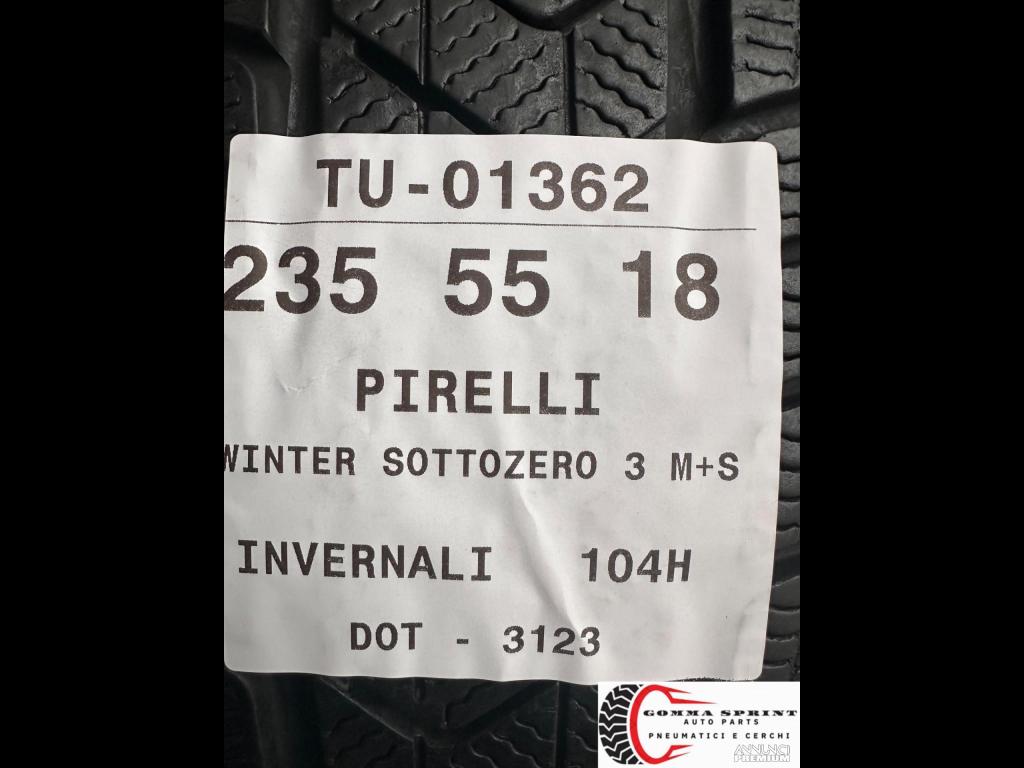 TU-01362
235 55 18
PIRELLI
WINTER SOTTOZERO 3 M+S
INVERNALI 104H
DOT - 3123
GOMMA SPRINT
AUTO PARTS
PNEUMATICI E CERCHI
ANNUNCI
PREMIUM